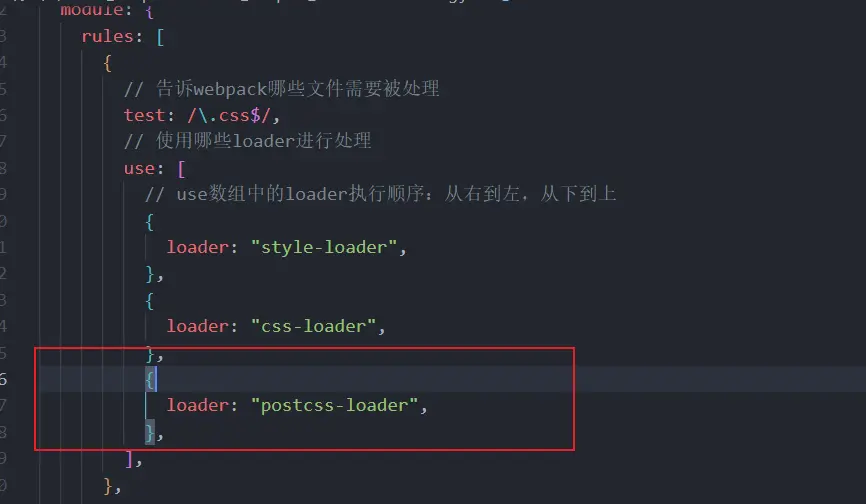 module: {
rules: [
{
// 告诉webpack哪些文件需要被处理
test: /\.css$/,
// 使用哪些loader进行处理
use: [
// use数组中的loader执行顺序：从右到左，从下到上
{
loader: "style-loader",
},
{
loader: "css-loader",
},
{
loader: "postcss-loader",
},
],
},